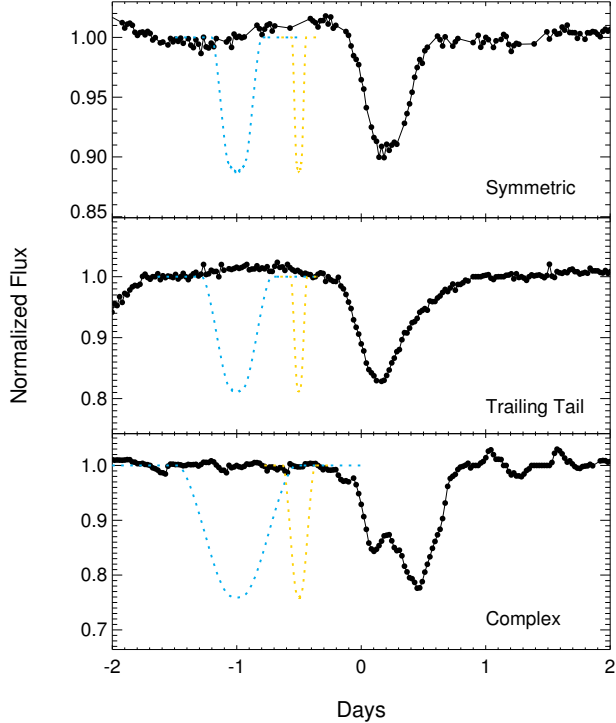 1.00
0.95
0.90
0.85
Symmetric
1.0
0.9
0.8
Trailing Tail
Normalized Flux
1.0
0.9
0.8
0.7
Complex
-2 -1 0 1 2
Days